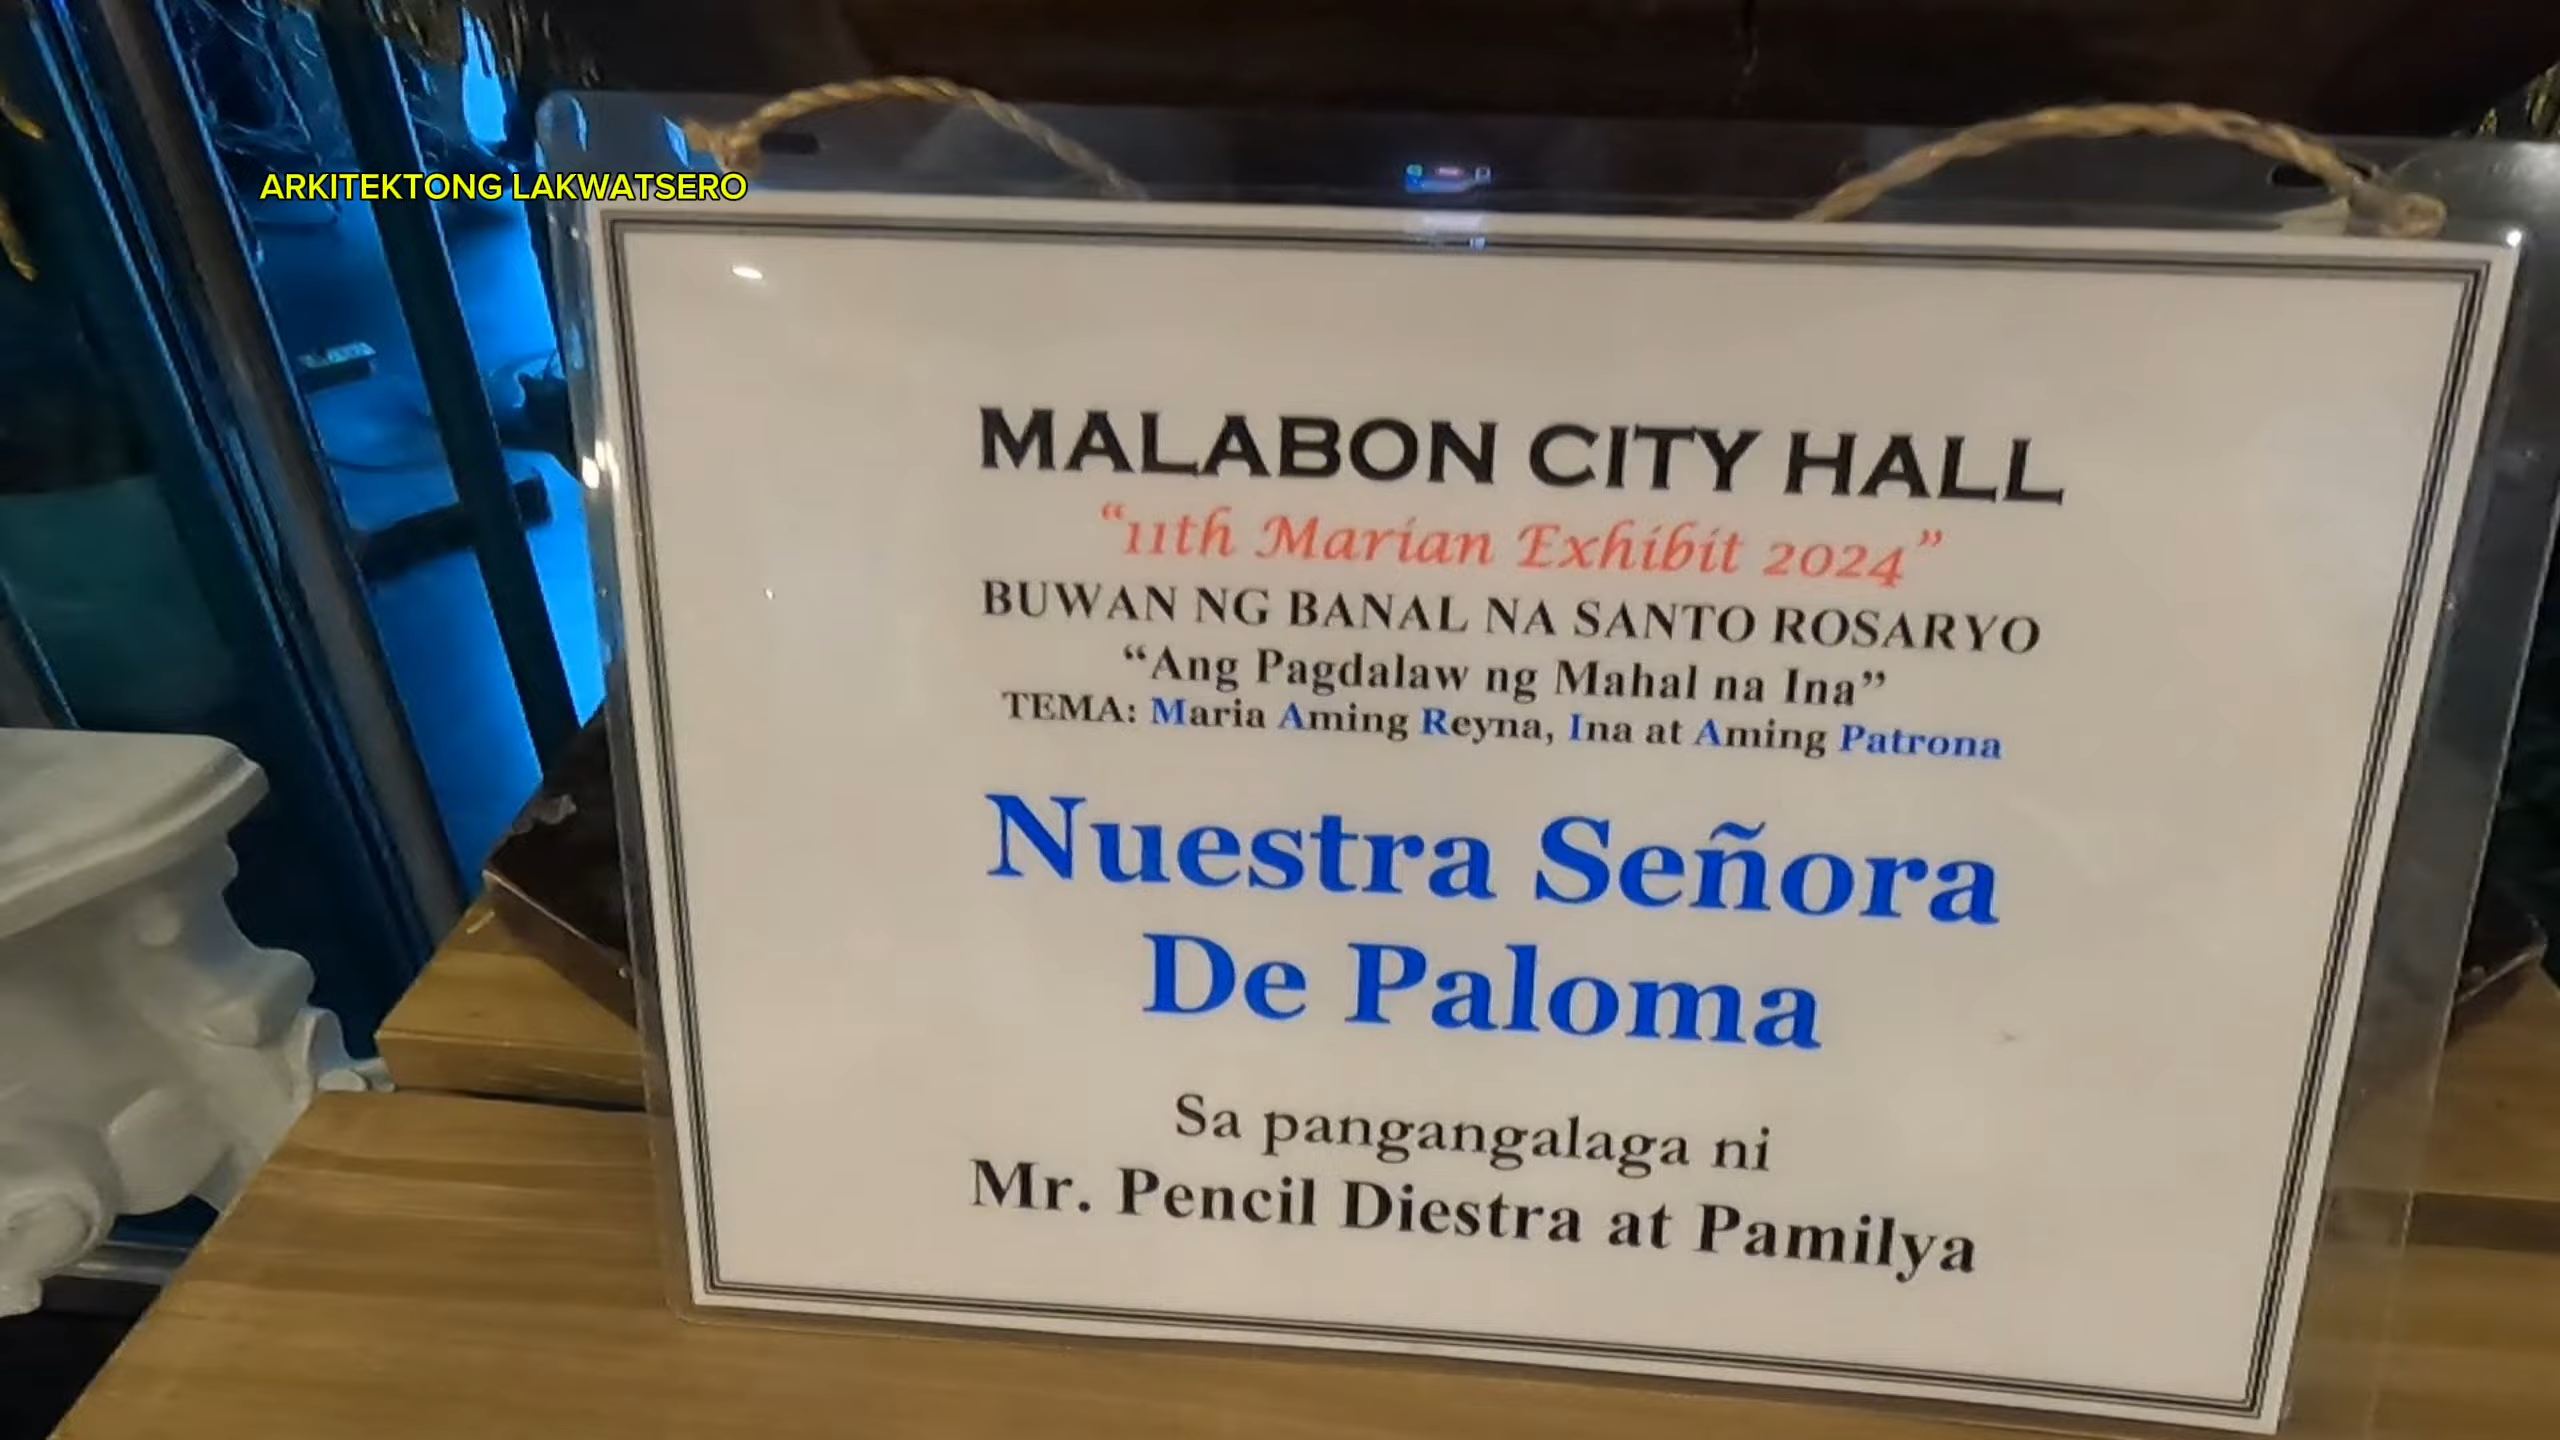 ARKITEKTONG LAKWATSERO
MALABON CITY HALL
“11th Marian Exhibit 2024”
BUWAN NG BANAL NA SANTO ROSARYO
“Ang Pagdalaw ng Mahal na Ina”
TEMA: Maria Aming Reyna, Ina at Aming Patrona
Nuestra Señora
De Paloma
Sa pangangalaga ni
Mr. Pencil Diestra at Pamilya